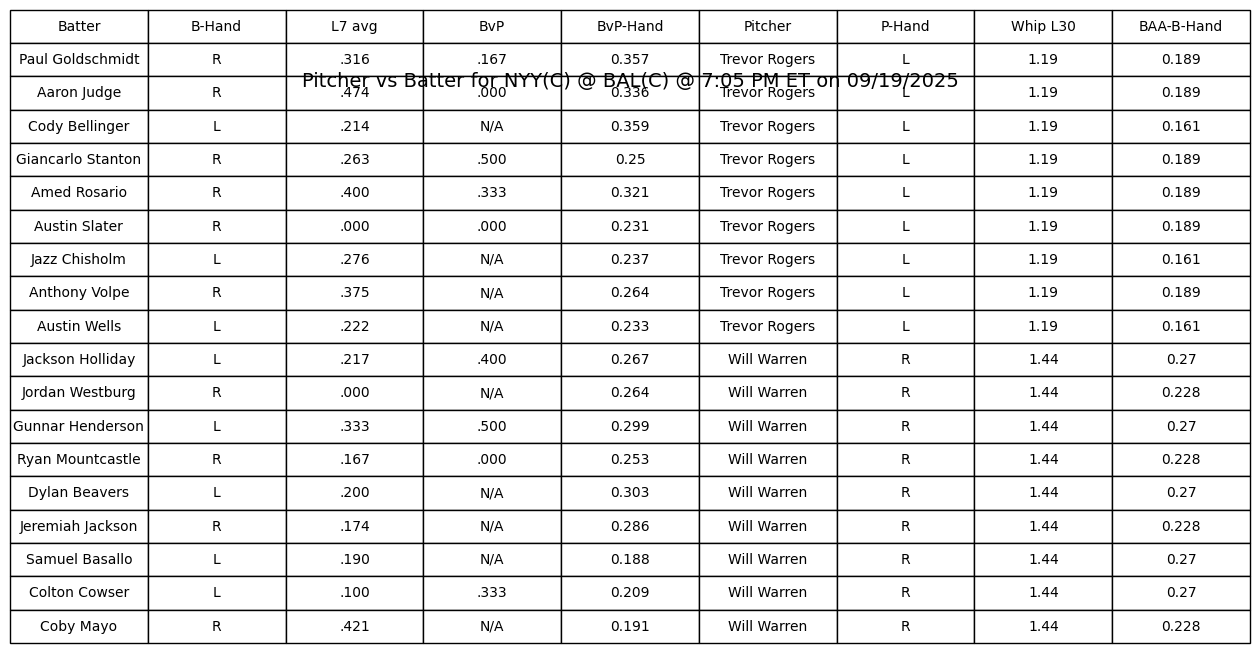 Batter B-Hand L7 avg BvP BvP-Hand Pitcher P-Hand Whip L30 BAA-B-Hand
Paul Goldschmidt R .316 .167 0.357 Trevor Rogers L 1.19 0.189
Pitcher vs Batter for NYY(C) @ BAL(C) @ 7:05 PM ET on 09/19/2025
Aaron Judge R .474 .000 0.336 Trevor Rogers L 1.19 0.189
Cody Bellinger L .214 N/A 0.359 Trevor Rogers L 1.19 0.161
Giancarlo Stanton R .263 .500 0.25 Trevor Rogers L 1.19 0.189
Amed Rosario R .400 .333 0.321 Trevor Rogers L 1.19 0.189
Austin Slater R .000 .000 0.231 Trevor Rogers L 1.19 0.189
Jazz Chisholm L .276 N/A 0.237 Trevor Rogers L 1.19 0.161
Anthony Volpe R .375 N/A 0.264 Trevor Rogers L 1.19 0.189
Austin Wells L .222 N/A 0.233 Trevor Rogers L 1.19 0.161
Jackson Holliday L .217 .400 0.267 Will Warren R 1.44 0.27
Jordan Westburg R .000 N/A 0.264 Will Warren R 1.44 0.228
Gunnar Henderson L .333 .500 0.299 Will Warren R 1.44 0.27
Ryan Mountcastle R .167 .000 0.253 Will Warren R 1.44 0.228
Dylan Beavers L .200 N/A 0.303 Will Warren R 1.44 0.27
Jeremiah Jackson R .174 N/A 0.286 Will Warren R 1.44 0.228
Samuel Basallo L .190 N/A 0.188 Will Warren R 1.44 0.27
Colton Cowser L .100 .333 0.209 Will Warren R 1.44 0.27
Coby Mayo R .421 N/A 0.191 Will Warren R 1.44 0.228